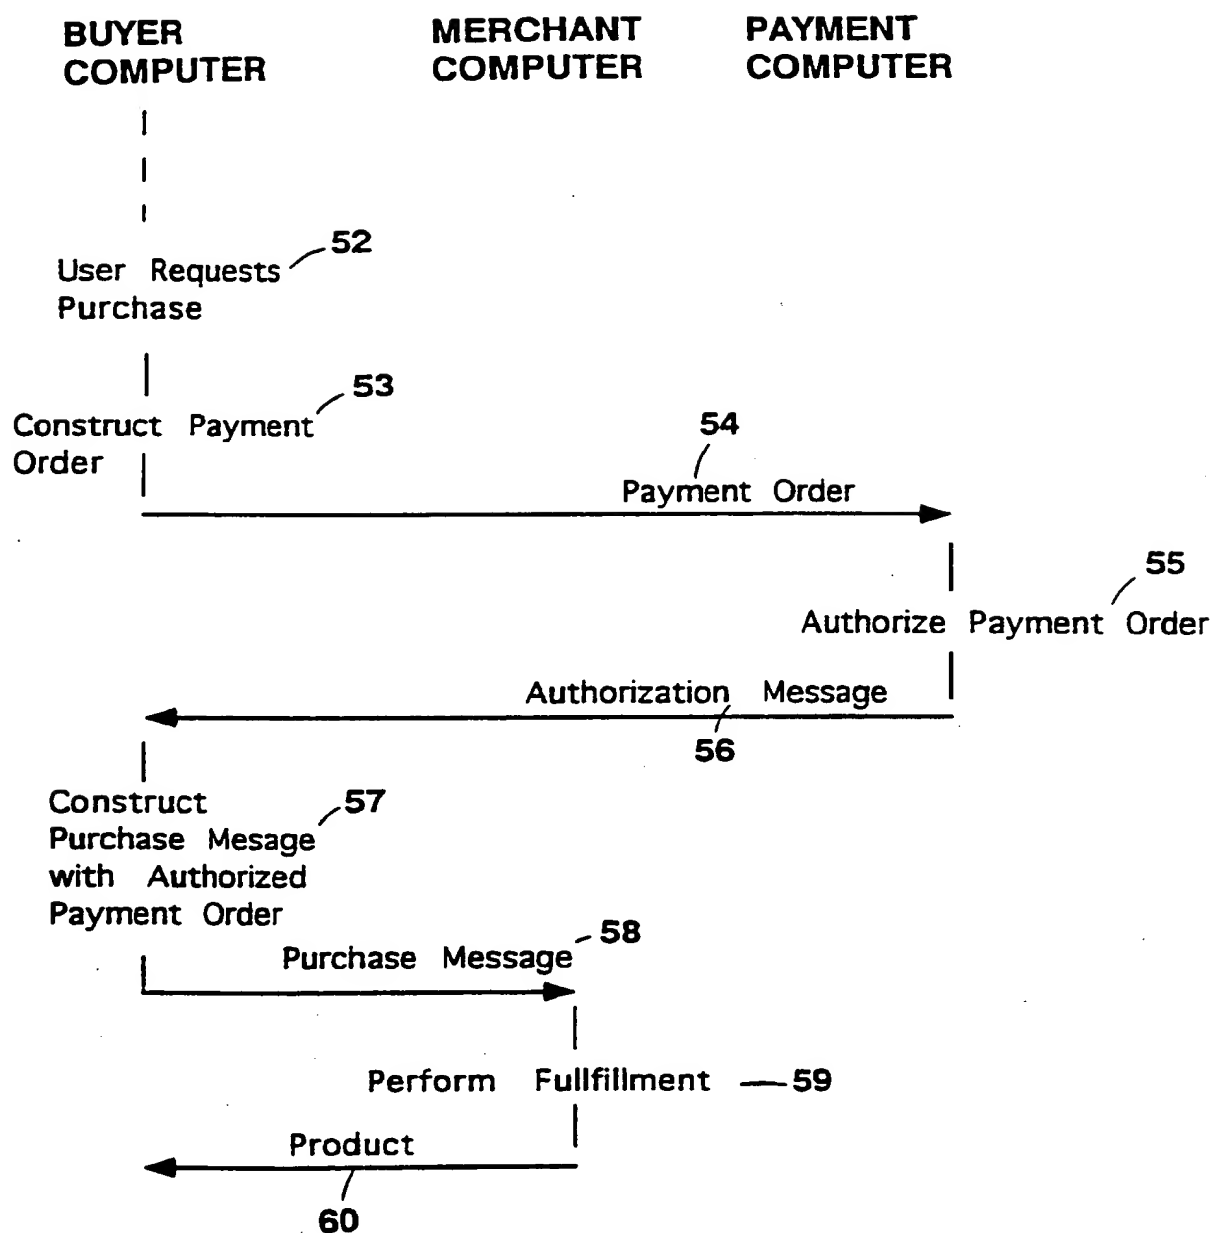 BUYER
COMPUTER
MERCHANT
COMPUTER
PAYMENT
COMPUTER
52
User Requests
Purchase
53
Construct Payment
Order
54
Payment Order
55
Authorize Payment Order
Authorization Message
56
Construct
57
Purchase Mesage
with Authorized
Payment Order
58
Purchase Message
Perform Fullfillment
59
Product
60